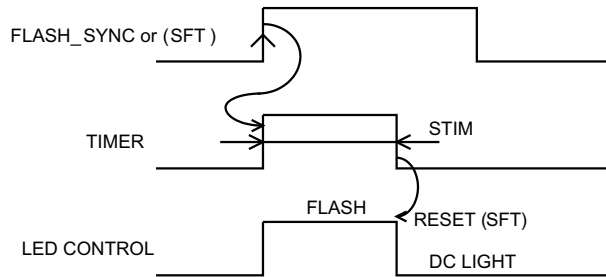 FLASH_SYNC or (SFT )
TIMER
STIM
FLASH
RESET (SFT)
LED CONTROL
DC LIGHT